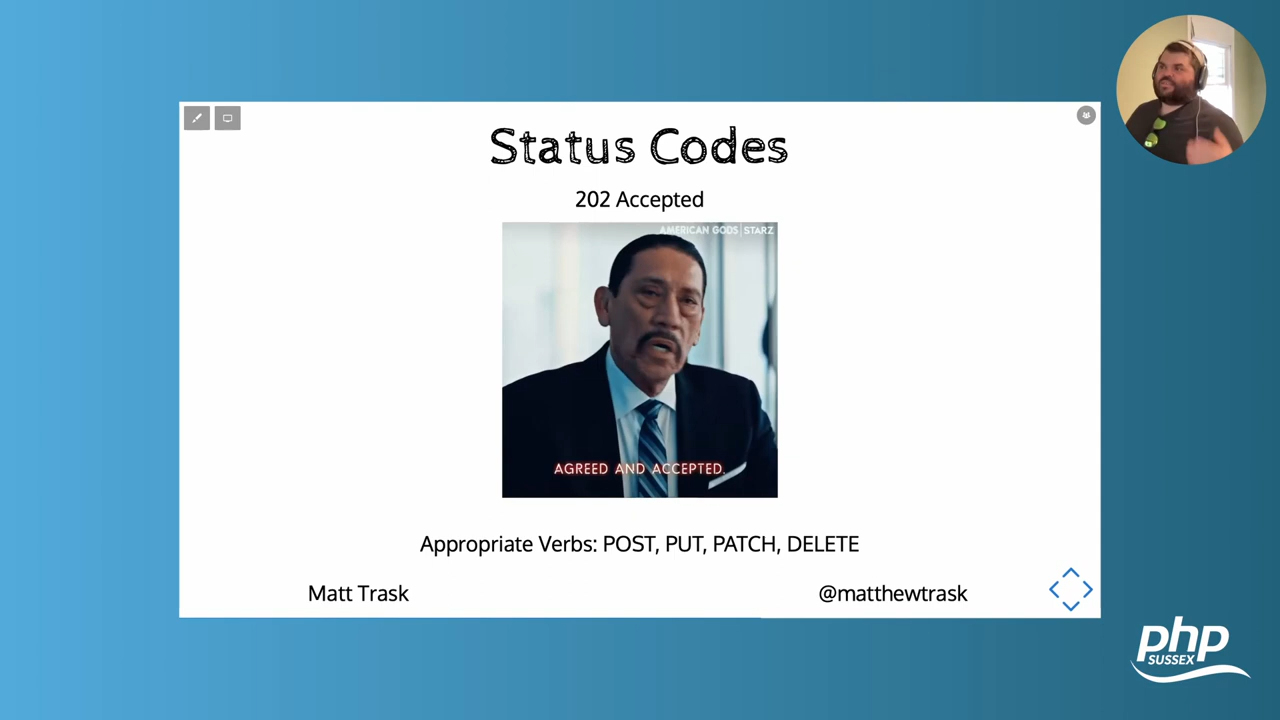 Status Codes
202 Accepted
AMERICAN GODS | STARZ
AGREED AND ACCEPTED.
Appropriate Verbs: POST, PUT, PATCH, DELETE
Matt Trask
@matthewtrask
php
SUSSEX